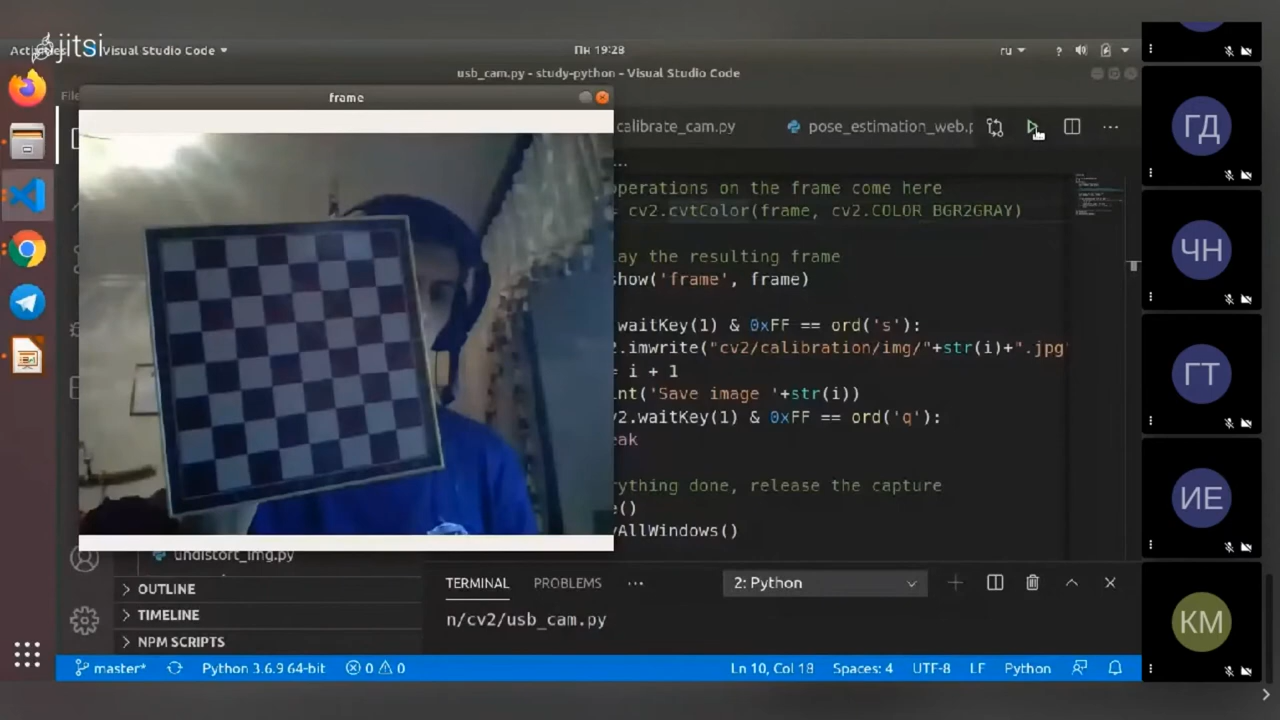 jitsi
Visual Studio Code
Пн 19:28
ru
?
usb_cam.py - study-python - Visual Studio Code
File
frame
calibrate_cam.py
pose_estimation_web.p
...
operations on the frame come here
= cv2.cvtColor(frame, cv2.COLOR_BGR2GRAY)
lay the resulting frame
show('frame', frame)
waitKey(1) & 0xFF == ord('s'):
2.imwrite("cv2/calibration/img/"+str(i)+".jpg"
= i + 1
int('Save image '+str(i))
v2.waitKey(1) & 0xFF == ord('q'):
eak
rything done, release the capture
e()
yAllWindows()
undistort_img.py
OUTLINE
TIMELINE
NPM SCRIPTS
TERMINAL
PROBLEMS
2: Python
n/cv2/usb_cam.py
master*
Python 3.6.9 64-bit
0
0
Ln 10, Col 18
Spaces: 4
UTF-8
LF
Python
ГД
ЧН
ГТ
ИЕ
КМ